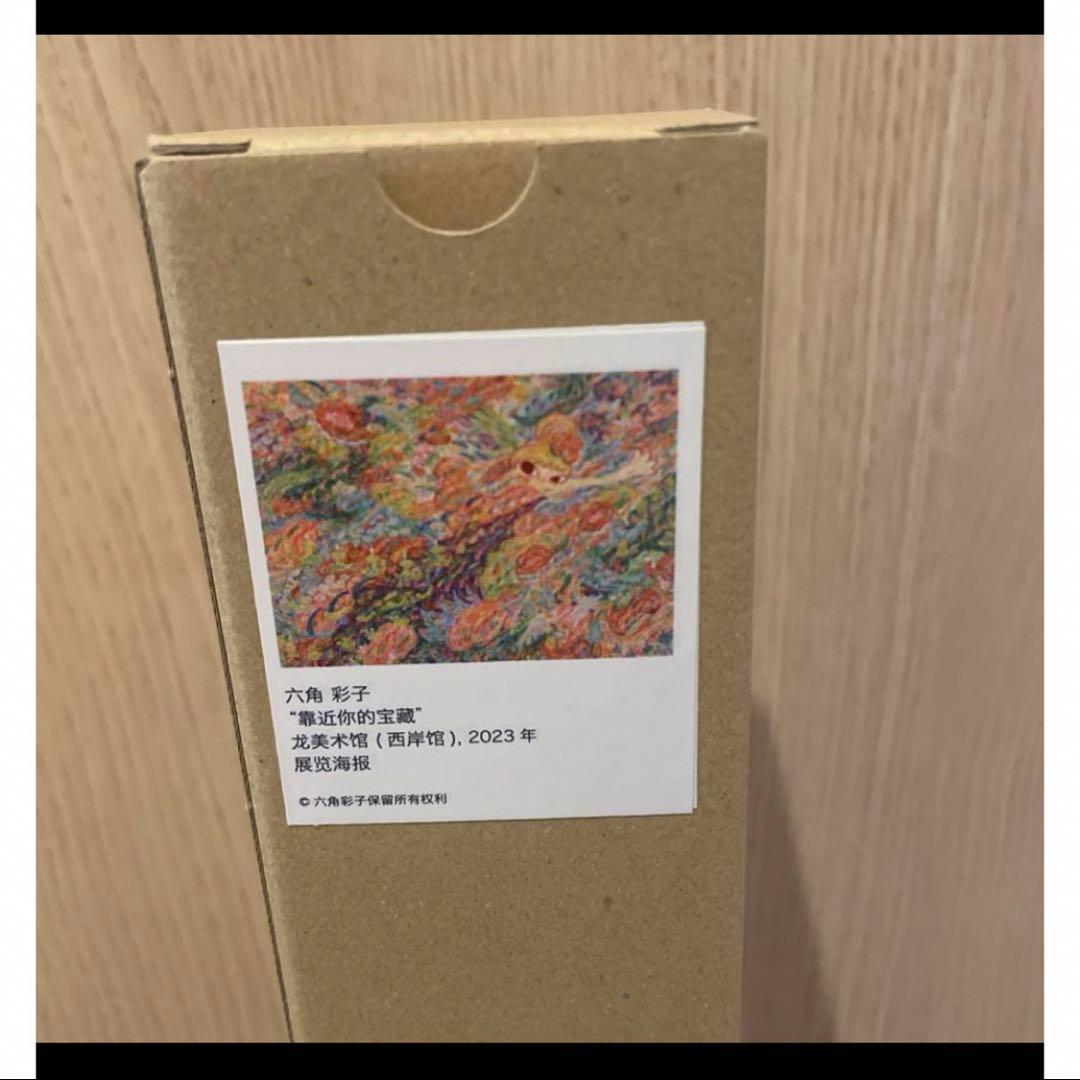 六角 彩子
“靠近你的宝藏”
龙美术馆 ( 西岸馆 ), 2023 年
展览海报
© 六角彩子保留所有权利